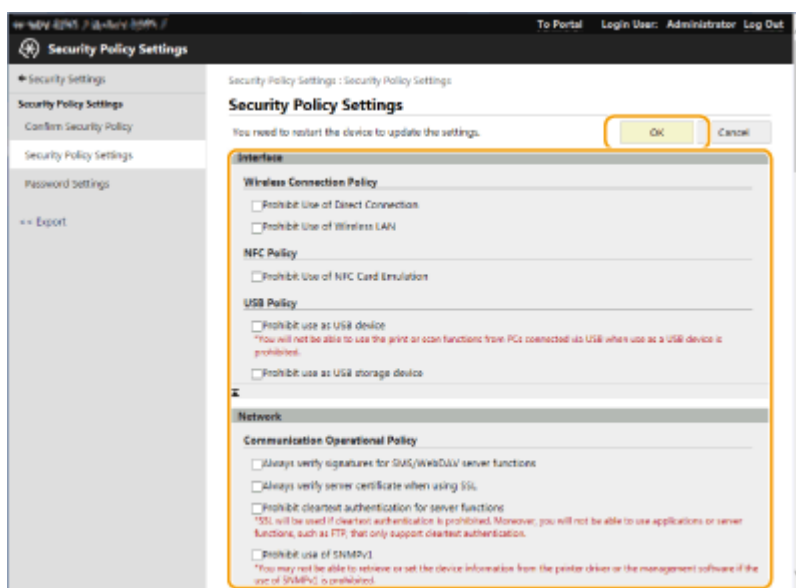 To Portal Login User: Administrator Log Out
Security Policy Settings
Security Settings
Security Policy Settings : Security Policy Settings
Security Policy Settings
Security Policy Settings
Confirm Security Policy
You need to restart the device to update the settings.
OK
Cancel
Security Policy Settings
Interface
Password Settings
Wireless Connection Policy
Prohibit Use of Direct Connection
Export
Prohibit Use of Wireless LAN
NFC Policy
Prohibit Use of NFC Card Emulation
USB Policy
Prohibit use as USB device
*You will not be able to use the print or scan functions from PCs connected via USB when use as a USB device is
prohibited.
Prohibit use as USB storage device
Network
Communication Operational Policy
Always verify signatures for SMS/WebDAV server functions
Always verify server certificate when using SSL
Prohibit cleartext authentication for server functions
*SSL will be used if cleartext authentication is prohibited. Moreover, you will not be able to use applications or server
functions, such as FTP, that only support cleartext authentication.
Prohibit use of SNMPv1
*You may not be able to retrieve or set the device information from the printer driver or the management software if the
use of SNMPv1 is prohibited.